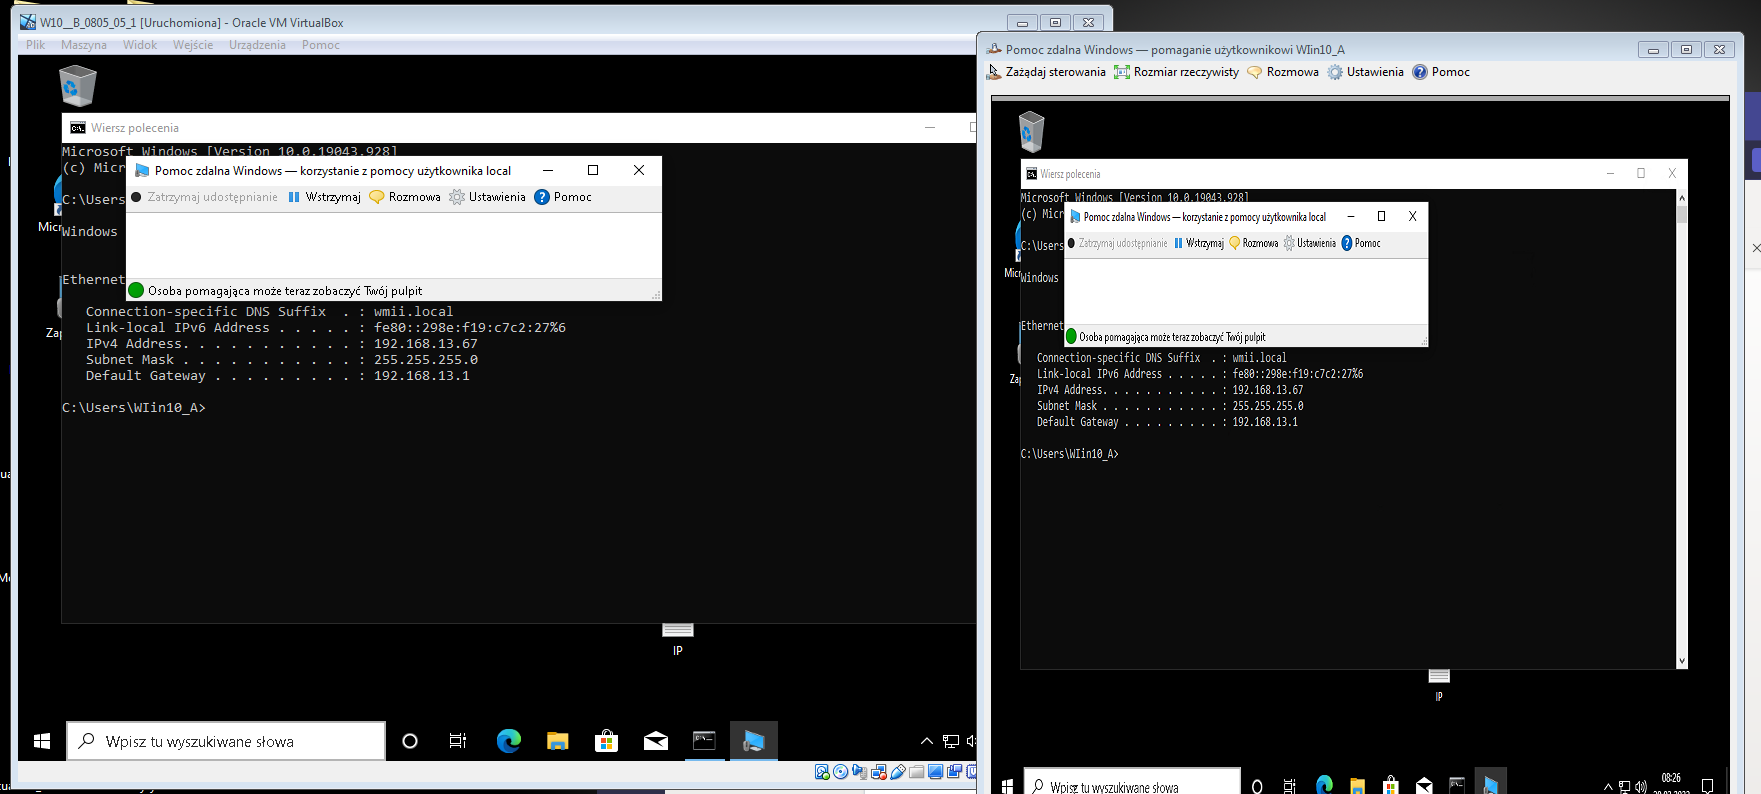 W10__B_0805_05_1 [Uruchomiona] - Oracle VM VirtualBox
Plik Maszyna Widok Wejście Urządzenia Pomoc
Wiersz polecenia
Microsoft Windows [Version 10.0.19043.928]
(c) Micr
C:\Users
Windows
Ethernet
Pomoc zdalna Windows — korzystanie z pomocy użytkownika local
Zatrzymaj udostępnianie Wstrzymaj Rozmowa Ustawienia Pomoc
Osoba pomagająca może teraz zobaczyć Twój pulpit
Connection-specific DNS Suffix . : wmii.local
Link-local IPv6 Address . . . . . : fe80::298e:f19:c7c2:27%6
IPv4 Address. . . . . . . . . . . : 192.168.13.67
Subnet Mask . . . . . . . . . . . : 255.255.255.0
Default Gateway . . . . . . . . . : 192.168.13.1
C:\Users\WIin10_A>
Micr
Zap
IP
Wpisz tu wyszukiwane słowa
Pomoc zdalna Windows — pomaganie użytkownikowi WIin10_A
Zażądaj sterowania Rozmiar rzeczywisty Rozmowa Ustawienia Pomoc
Wiersz polecenia
Microsoft Windows [Version 10.0.19043.928]
(c) Micr
C:\Users
Windows
Ethernet
Pomoc zdalna Windows — korzystanie z pomocy użytkownika local
Zatrzymaj udostępnianie Wstrzymaj Rozmowa Ustawienia Pomoc
Osoba pomagająca może teraz zobaczyć Twój pulpit
Connection-specific DNS Suffix . : wmii.local
Link-local IPv6 Address . . . . . : fe80::298e:f19:c7c2:27%6
IPv4 Address. . . . . . . . . . . : 192.168.13.67
Subnet Mask . . . . . . . . . . . : 255.255.255.0
Default Gateway . . . . . . . . . : 192.168.13.1
C:\Users\WIin10_A>
Micr
Zap
IP
Wpisz tu wyszukiwane słowa
08:26